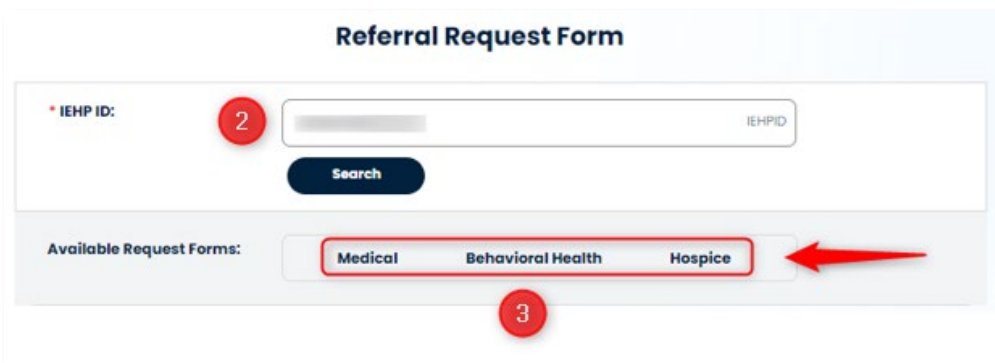 Referral Request Form
* IEHP ID:
2
IEHPID
Search
Available Request Forms:
Medical Behavioral Health Hospice
3